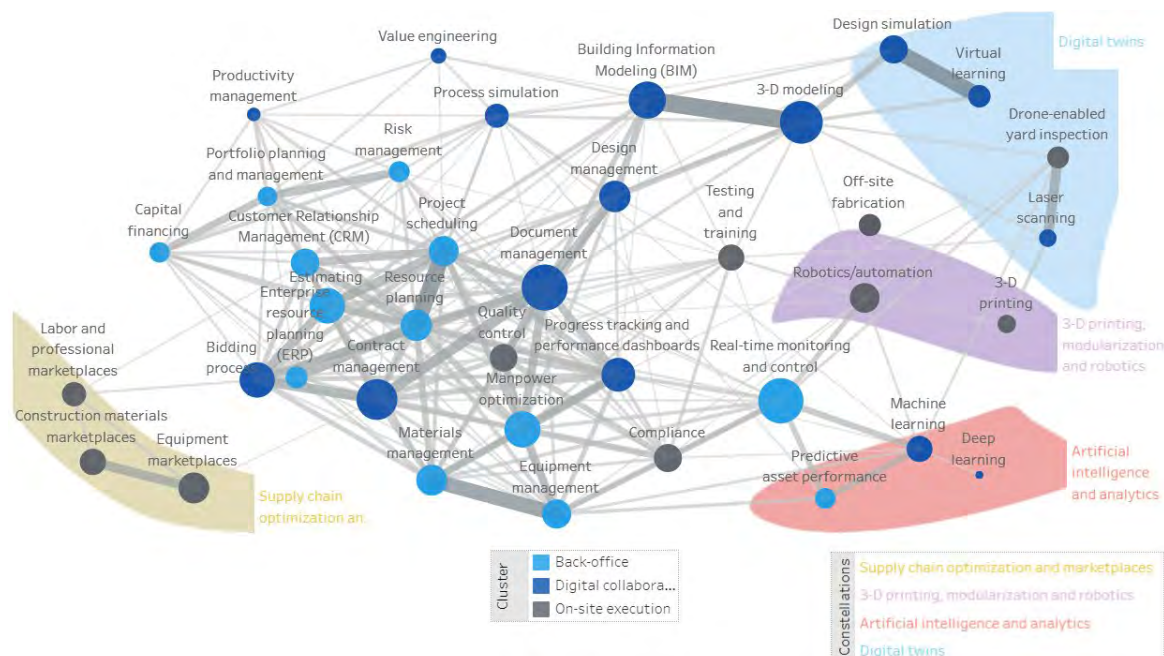 Value engineering
Building Information
Modeling (BIM)
Design simulation
Virtual
learning
Digital twins
Productivity
management
Process simulation
3-D modeling
Drone-enabled
yard inspection
Risk
management
Portfolio planning
and management
Design
management
Testing
and
training
Off-site
fabrication
Laser
scanning
Capital
financing
Customer Relationship
Management (CRM)
Project
scheduling
Document
management
Estimating
Enterprise
resource
planning
(ERP)
Resource
planning
Quality
control
Robotics/automation
3-D
printing
3-D printing,
modularization
and robotics
Labor and
professional
marketplaces
Bidding
process
Contract
management
Progress tracking and
performance dashboards
Real-time monitoring
and control
Manpower
optimization
Construction materials
marketplaces
Equipment
marketplaces
Materials
management
Equipment
management
Compliance
Machine
learning
Deep
learning
Predictive
asset performance
Artificial
intelligence
and analytics
Supply chain
optimization an.
Cluster
Back-office
Digital collabora...
On-site execution
Constellations
Supply chain optimization and marketplaces
3-D printing, modularization and robotics
Artificial intelligence and analytics
Digital twins